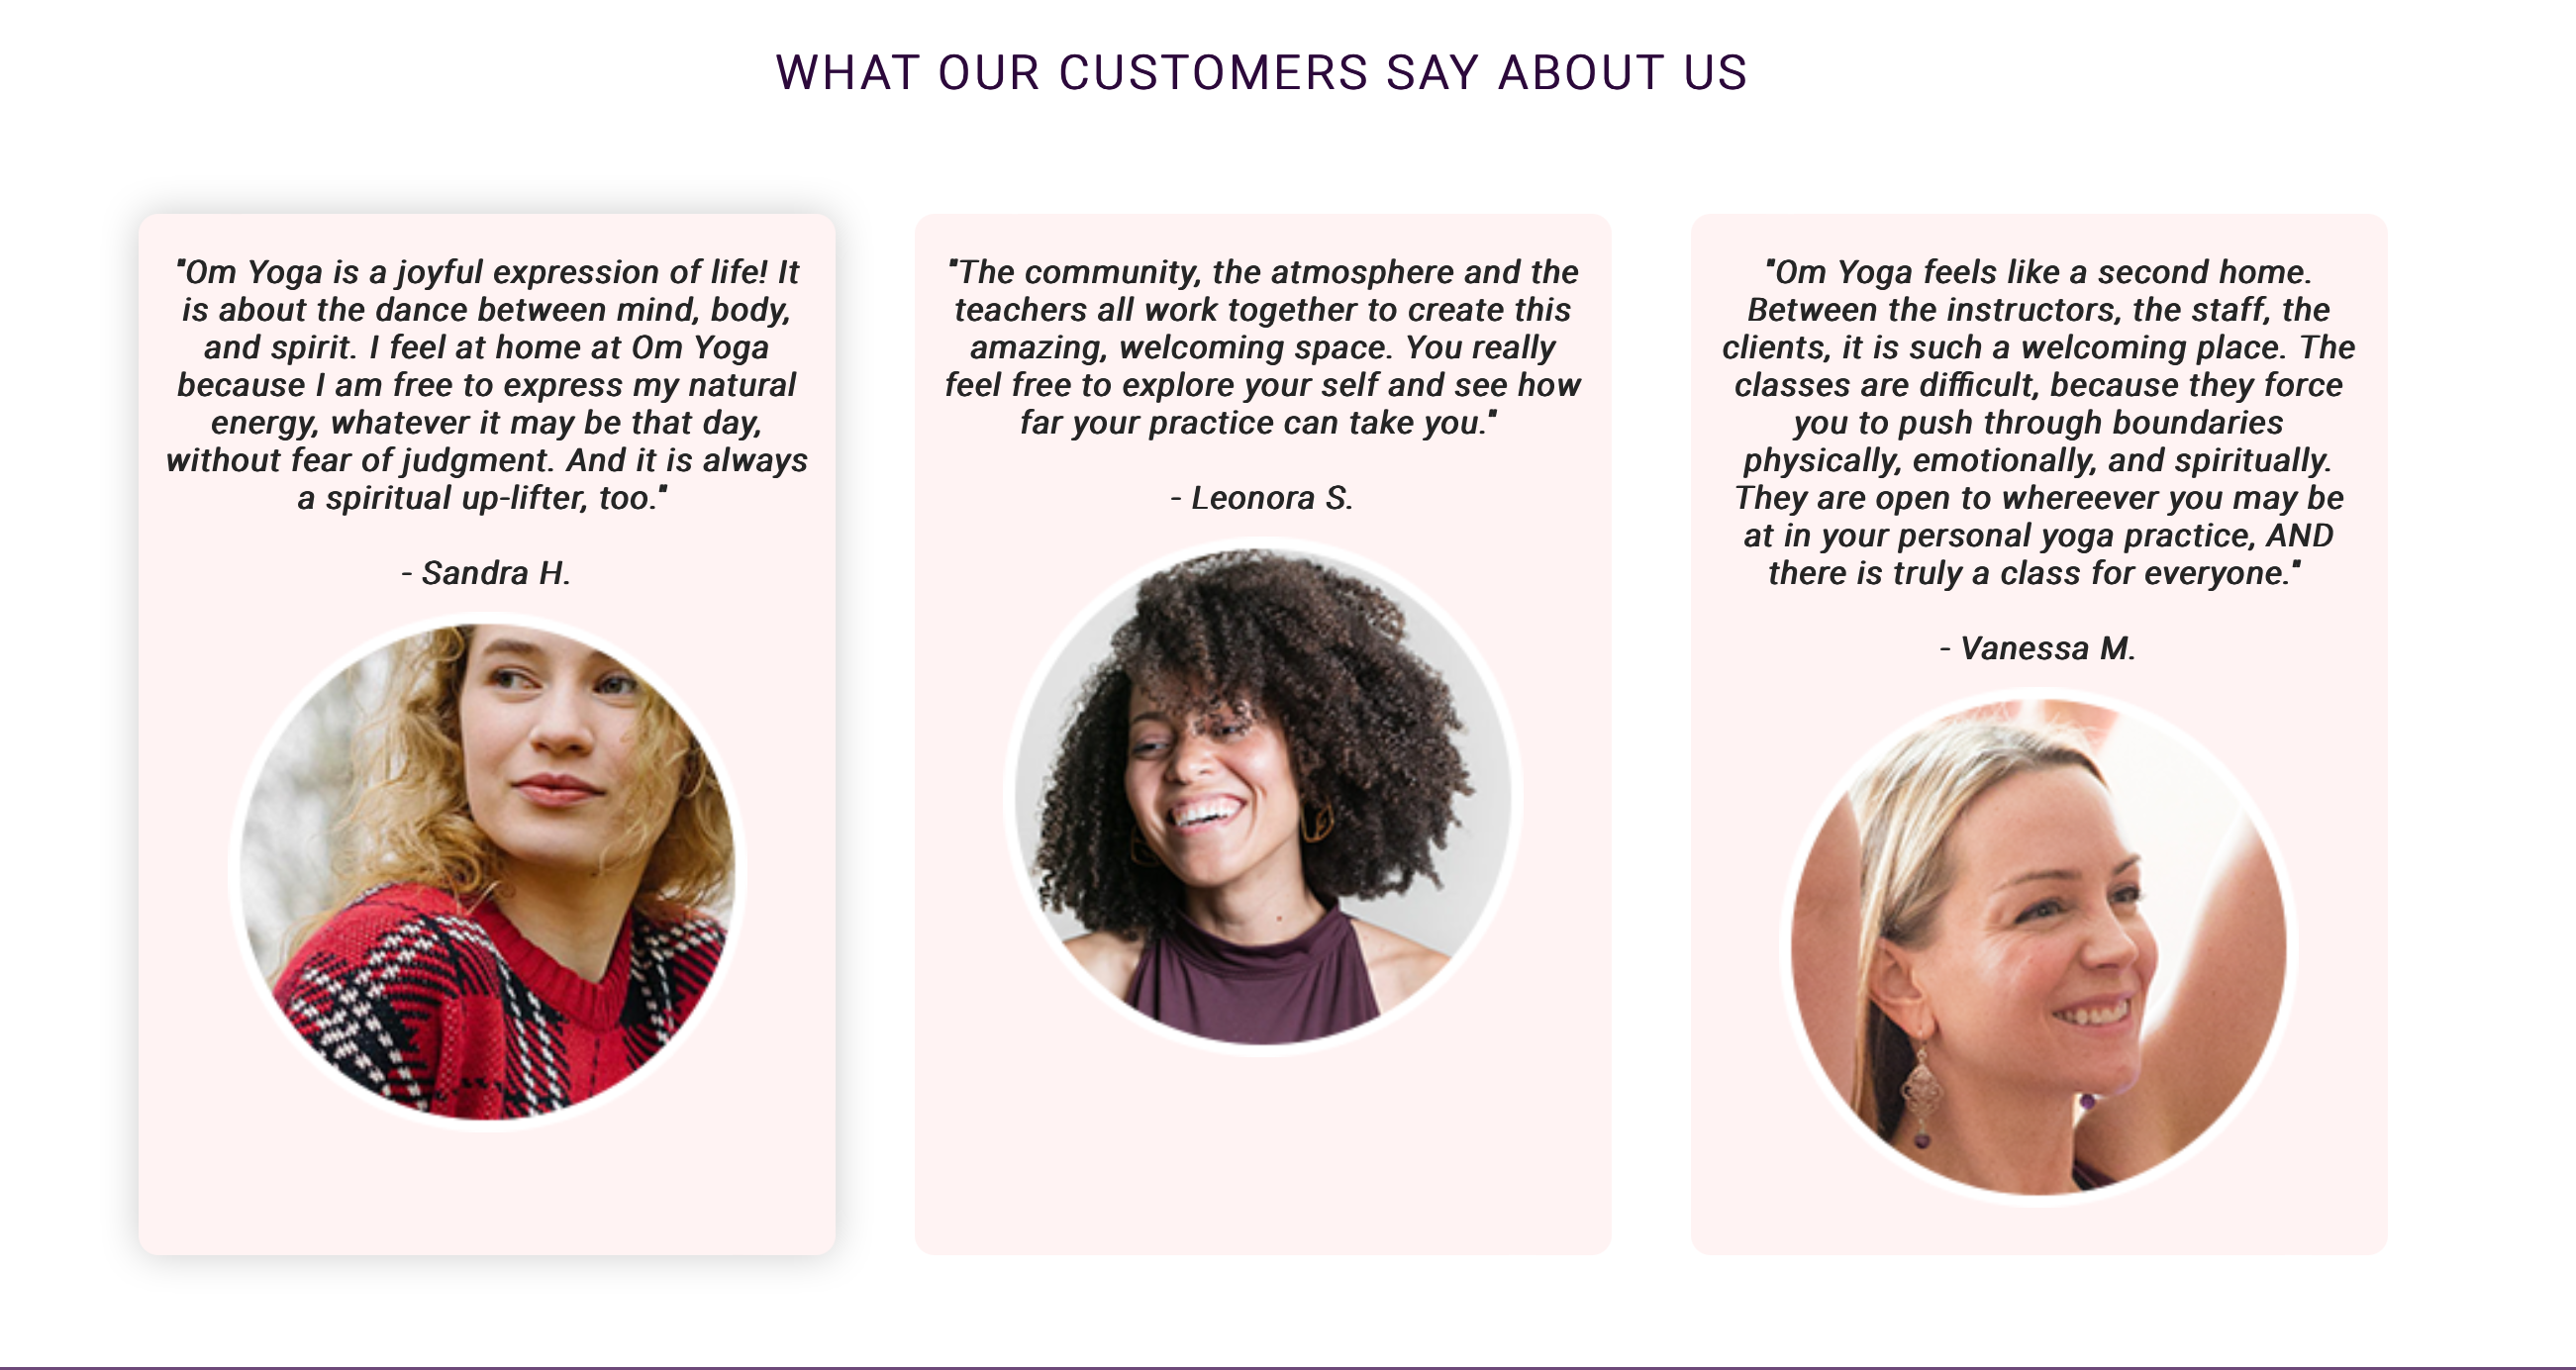 WHAT OUR CUSTOMERS SAY ABOUT US
"Om Yoga is a joyful expression of life! It
is about the dance between mind, body,
and spirit. I feel at home at Om Yoga
because I am free to express my natural
energy, whatever it may be that day,
without fear of judgment. And it is always
a spiritual up-lifter, too."
- Sandra H.
"The community, the atmosphere and the
teachers all work together to create this
amazing, welcoming space. You really
feel free to explore your self and see how
far your practice can take you."
- Leonora S.
"Om Yoga feels like a second home.
Between the instructors, the staff, the
clients, it is such a welcoming place. The
classes are difficult, because they force
you to push through boundaries
physically, emotionally, and spiritually.
They are open to whereever you may be
at in your personal yoga practice, AND
there is truly a class for everyone."
- Vanessa M.